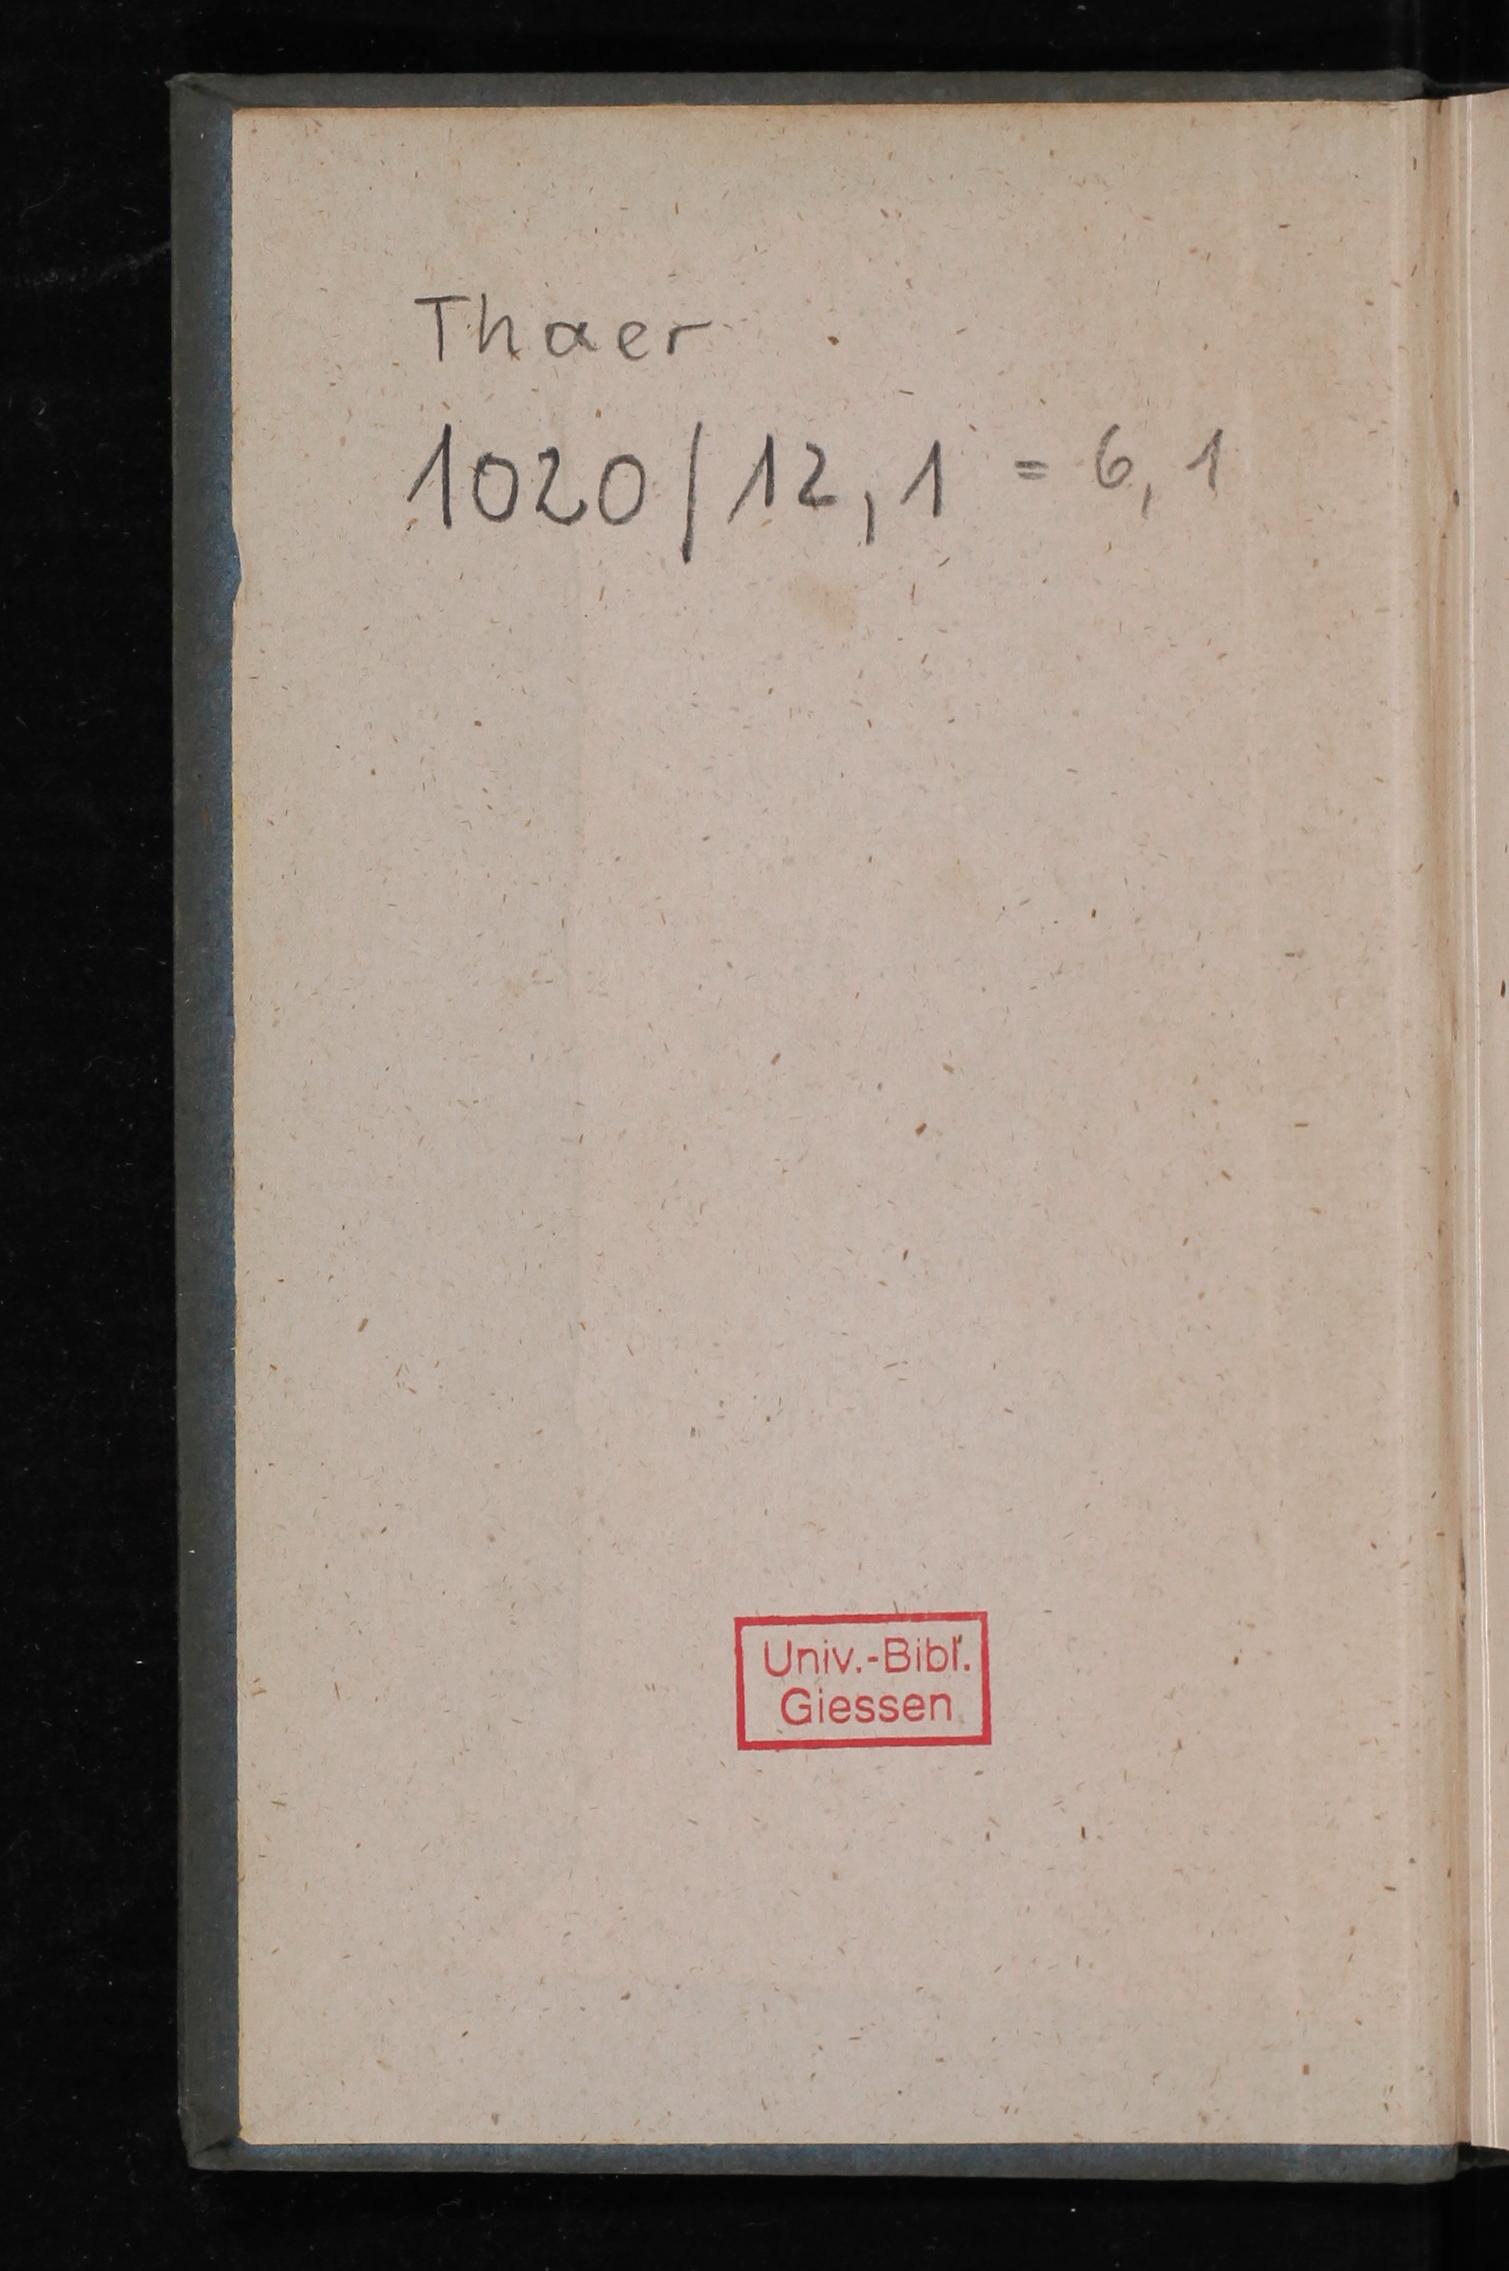 Thaer
1020/12,1 = 6,1
Univ.-Bibl.
Giessen